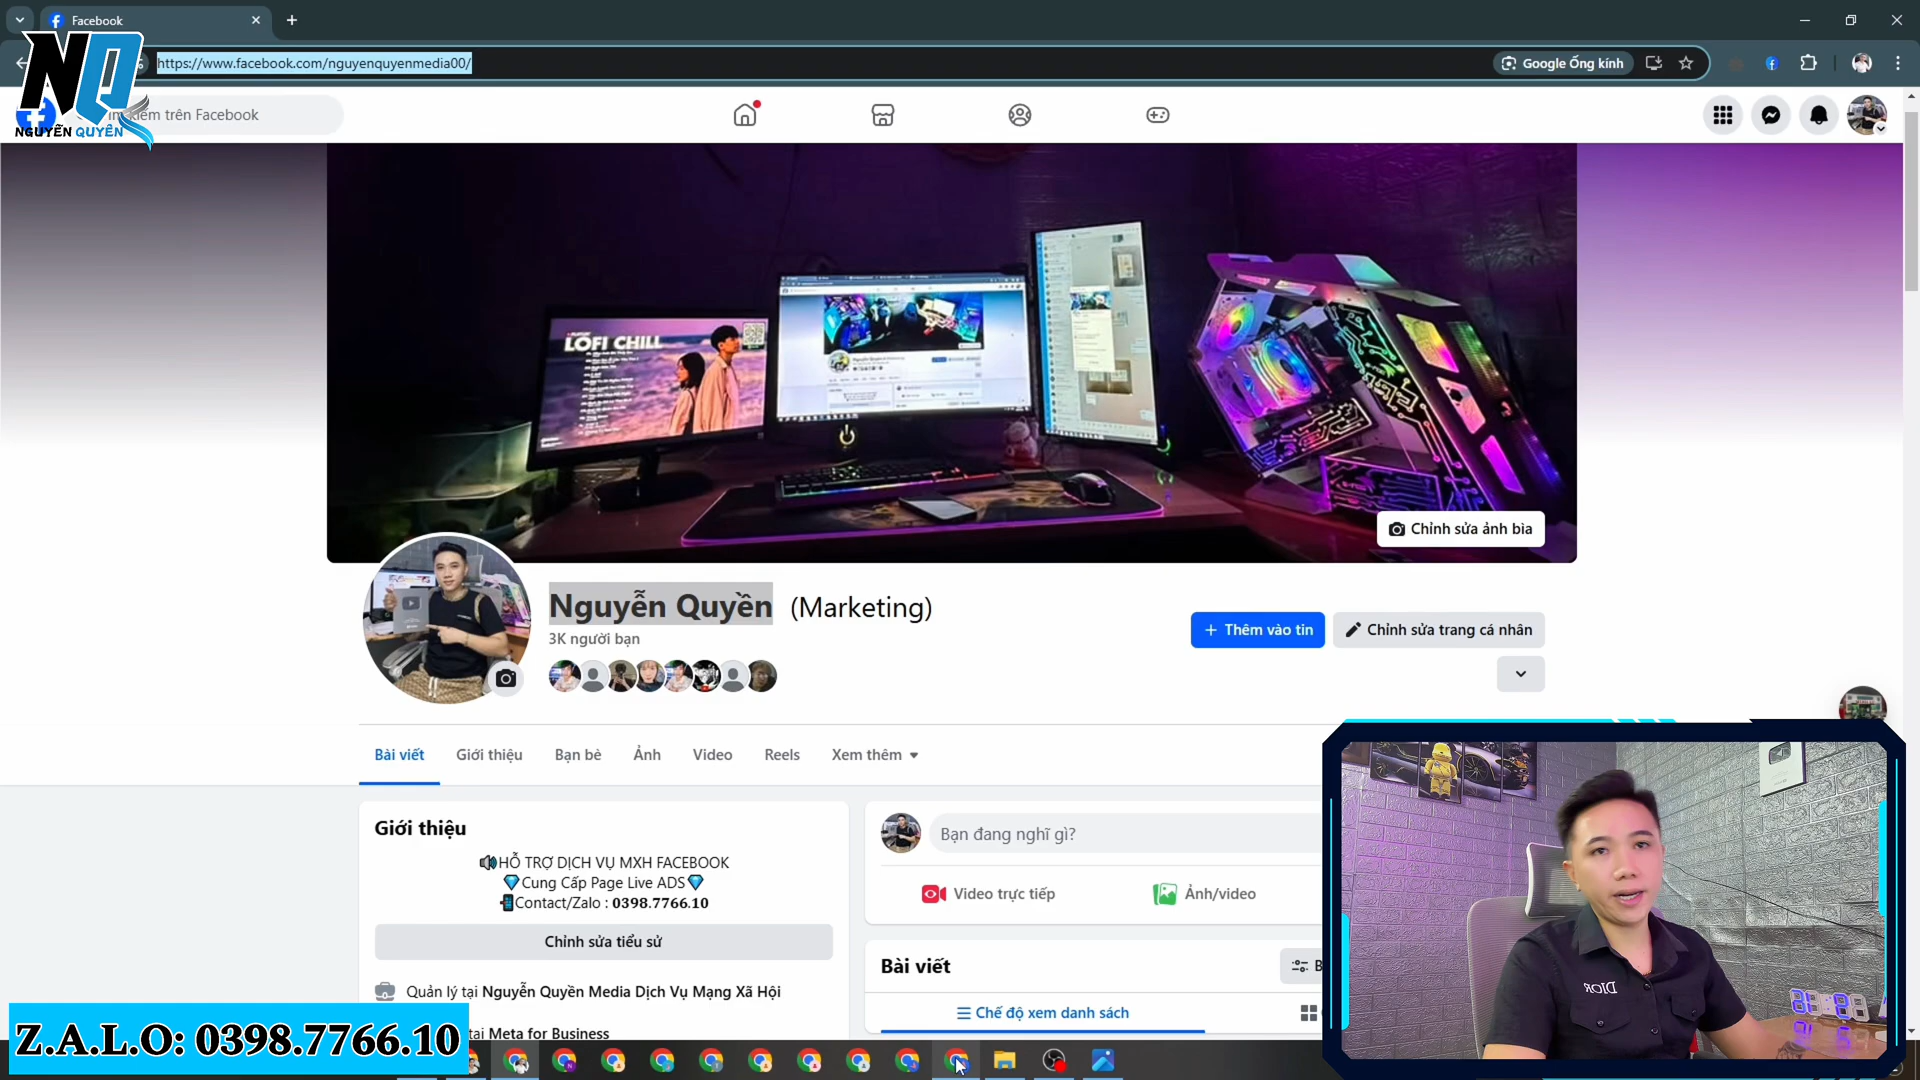 Facebook
https://www.facebook.com/nguyenquyenmedia00/
Google Ống kính
NQ
NGUYỄN QUYỀN
kiếm trên Facebook
LOFI CHILL
Chỉnh sửa ảnh bìa
Nguyễn Quyền (Marketing)
3K người bạn
Thêm vào tin
Chỉnh sửa trang cá nhân
Bài viết
Giới thiệu
Bạn bè
Ảnh
Video
Reels
Xem thêm
Giới thiệu
HỖ TRỢ DỊCH VỤ MXH FACEBOOK
Cung Cấp Page Live ADS
Contact/Zalo : 0398.7766.10
Chỉnh sửa tiểu sử
Quản lý tại Nguyễn Quyền Media Dịch Vụ Mạng Xã Hội
tại Meta for Business
Bạn đang nghĩ gì?
Video trực tiếp
Ảnh/video
Bài viết
B
Chế độ xem danh sách
DIOR
Z.A.L.O: 0398.7766.10